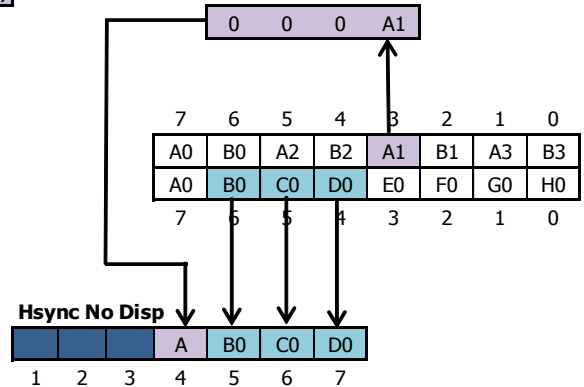 0 0 0 A1
7 6 5 4 3 2 1 0
A0 B0 A2 B2 A1 B1 A3 B3
A0 B0 C0 D0 E0 F0 G0 H0
7 6 5 4 3 2 1 0
Hsync No Disp
A B0 C0 D0
1 2 3 4 5 6 7